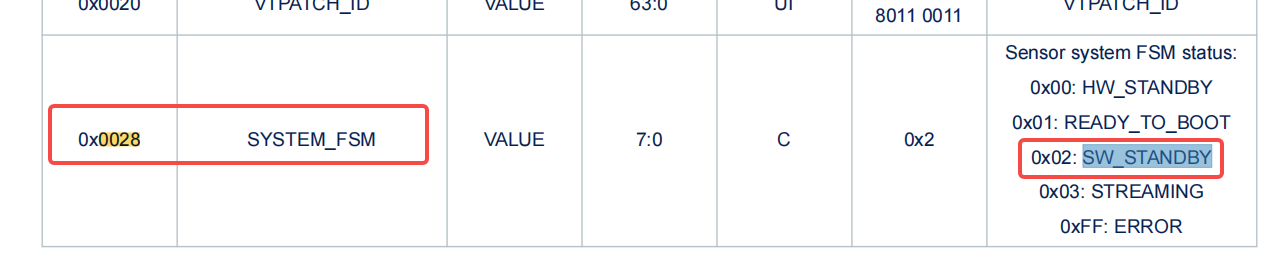 0x0020 VTPATCH_ID VALUE 63:0 UI 8011 0011 VTPATCH_ID
0x0028 SYSTEM_FSM VALUE 7:0 C 0x2
Sensor system FSM status:
0x00: HW_STANDBY
0x01: READY_TO_BOOT
0x02: SW_STANDBY
0x03: STREAMING
0xFF: ERROR